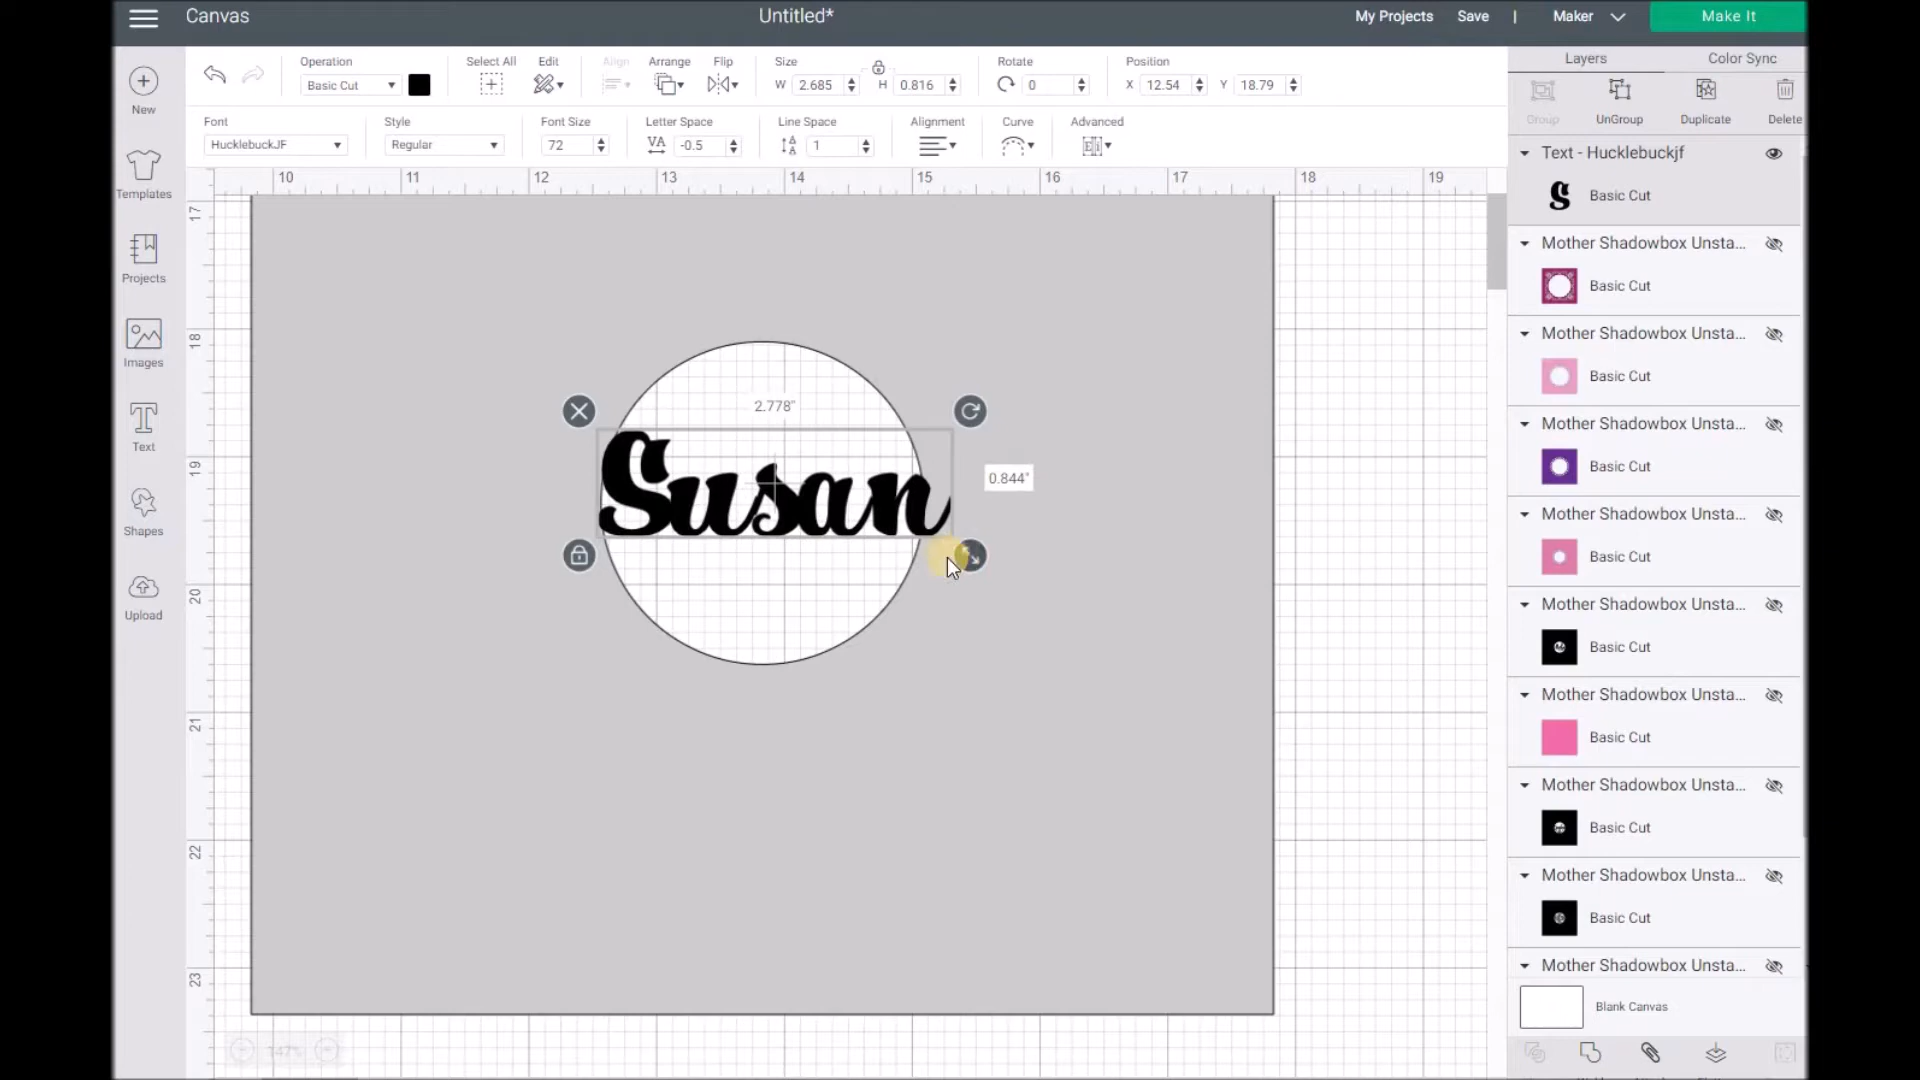 Canvas
Untitled*
My Projects Save | Maker Make It
Operation
Basic Cut
Select All
Edit
Align
Arrange
Flip
Size
W 2.685 H 0.816
Rotate
0
Position
X 12.54 Y 18.79
Layers
Color Sync
Font
HucklebuckJF
Style
Regular
Font Size
72
Letter Space
VA -0.5
Line Space
1
Alignment
Curve
Advanced
Group
UnGroup
Duplicate
Delete
New
Templates
Projects
Images
Text
Shapes
Upload
10 11 12 13 14 15 16 17 18 19
17
18
19
20
21
22
23
2.778"
0.844"
Susan
147%
Text - Hucklebuckjf
S Basic Cut
Mother Shadowbox Unsta...
Basic Cut
Mother Shadowbox Unsta...
Basic Cut
Mother Shadowbox Unsta...
Basic Cut
Mother Shadowbox Unsta...
Basic Cut
Mother Shadowbox Unsta...
Basic Cut
Mother Shadowbox Unsta...
Basic Cut
Mother Shadowbox Unsta...
Basic Cut
Mother Shadowbox Unsta...
Basic Cut
Mother Shadowbox Unsta...
Blank Canvas